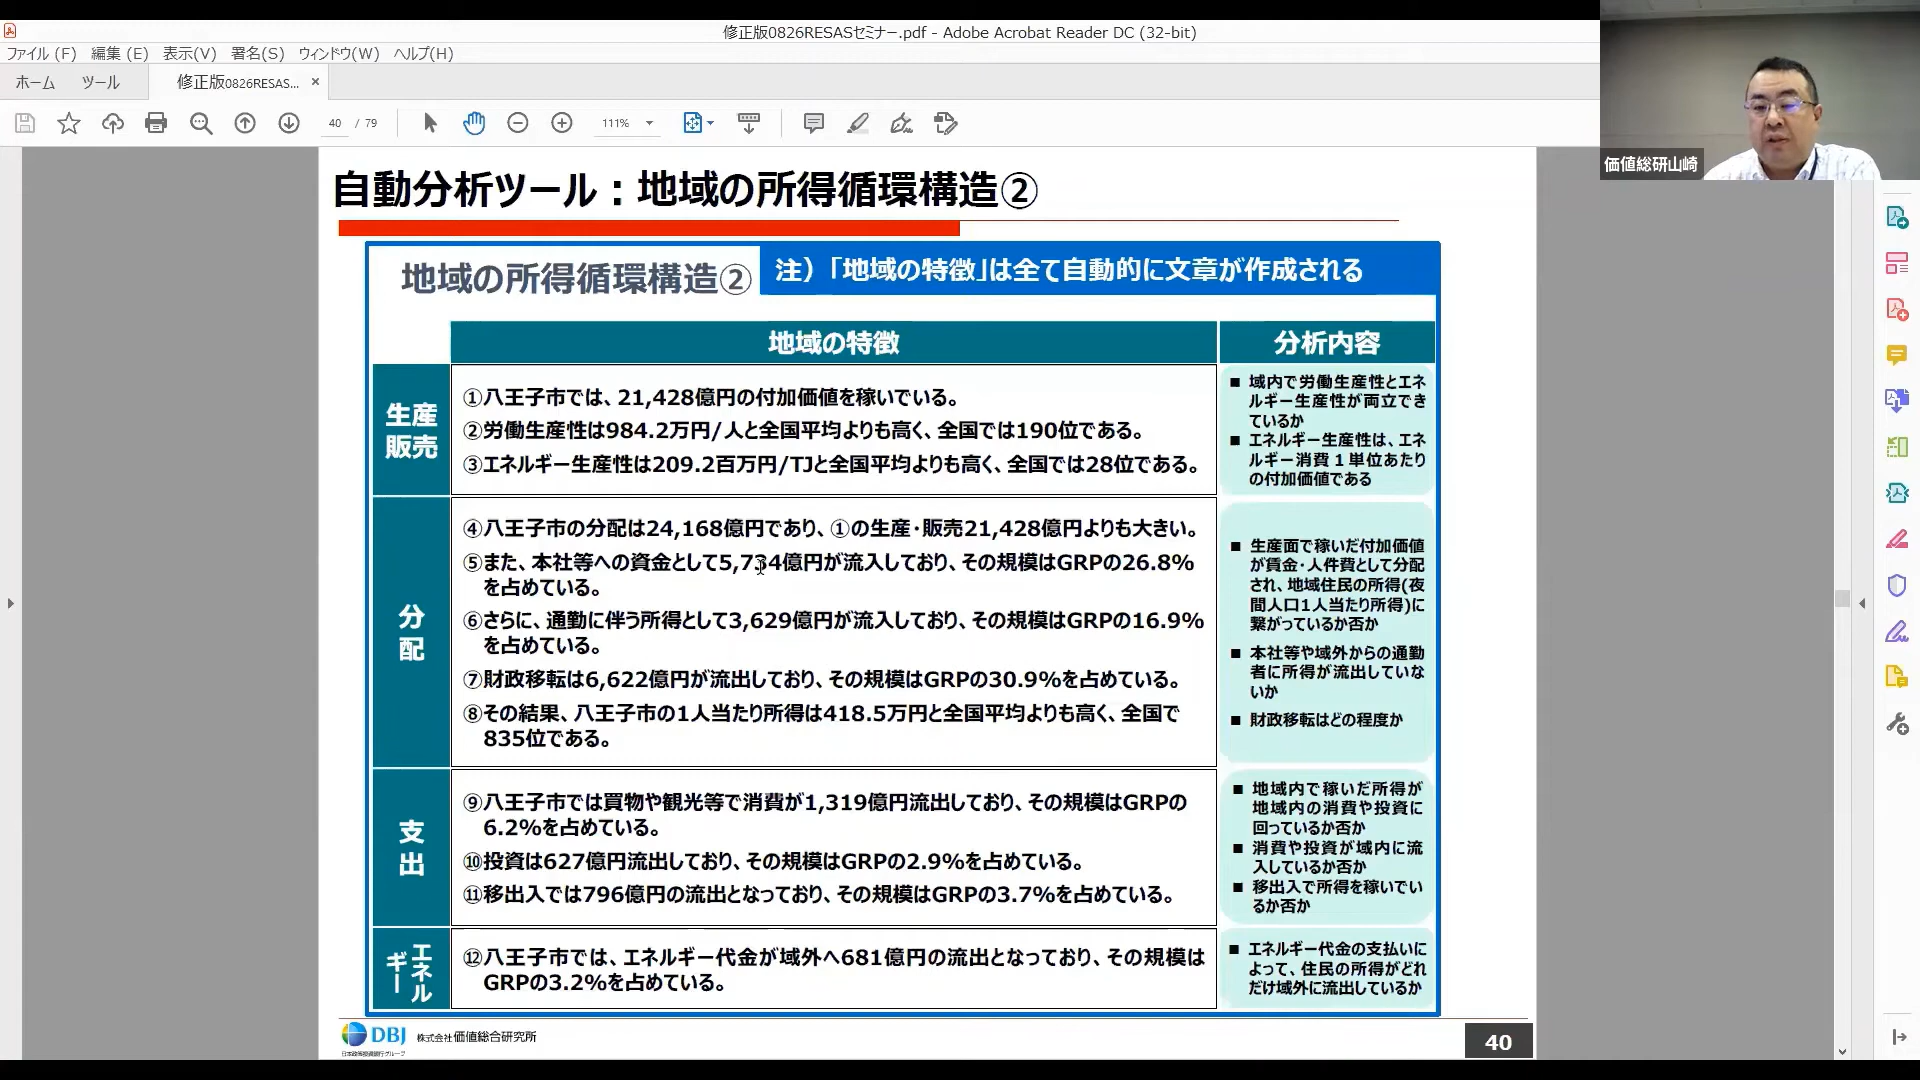 修正版0826RESASセミナー.pdf - Adobe Acrobat Reader DC (32-bit)
ファイル (F) 編集 (E) 表示(V) 署名(S) ウィンドウ(W) ヘルプ(H)
ホーム ツール 修正版0826RESAS... ×
40 / 79 111%
価値総研山崎
自動分析ツール：地域の所得循環構造②
地域の所得循環構造②
注）「地域の特徴」は全て自動的に文章が作成される
地域の特徴
分析内容
生産
販売
①八王子市では、21,428億円の付加価値を稼いでいる。
②労働生産性は984.2万円/人と全国平均よりも高く、全国では190位である。
③エネルギー生産性は209.2百万円/TJと全国平均よりも高く、全国では28位である。
■ 域内で労働生産性とエネ
ルギー生産性が両立でき
ているか
■ エネルギー生産性は、エネ
ルギー消費１単位あたり
の付加価値である
分
配
④八王子市の分配は24,168億円であり、①の生産・販売21,428億円よりも大きい。
⑤また、本社等への資金として5,734億円が流入しており、その規模はGRPの26.8%
を占めている。
⑥さらに、通勤に伴う所得として3,629億円が流入しており、その規模はGRPの16.9%
を占めている。
⑦財政移転は6,622億円が流出しており、その規模はGRPの30.9%を占めている。
⑧その結果、八王子市の1人当たり所得は418.5万円と全国平均よりも高く、全国で
835位である。
■ 生産面で稼いだ付加価値
が賃金・人件費として分配
され、地域住民の所得(夜
間人口1人当たり所得)に
繋がっているか否か
■ 本社等や域外からの通勤
者に所得が流出していな
いか
■ 財政移転はどの程度か
支
出
⑨八王子市では買物や観光等で消費が1,319億円流出しており、その規模はGRPの
6.2%を占めている。
⑩投資は627億円流出しており、その規模はGRPの2.9%を占めている。
⑪移出入では796億円の流出となっており、その規模はGRPの3.7%を占めている。
■ 地域内で稼いだ所得が
地域内の消費や投資に
回っているか否か
■ 消費や投資が域内に流
入しているか否か
■ 移出入で所得を稼いでい
るか否か
エネルギー
⑫八王子市では、エネルギー代金が域外へ681億円の流出となっており、その規模は
GRPの3.2%を占めている。
■ エネルギー代金の支払いに
よって、住民の所得がどれ
だけ域外に流出しているか
DBJ 株式会社価値総合研究所
日本政策投資銀行グループ
40